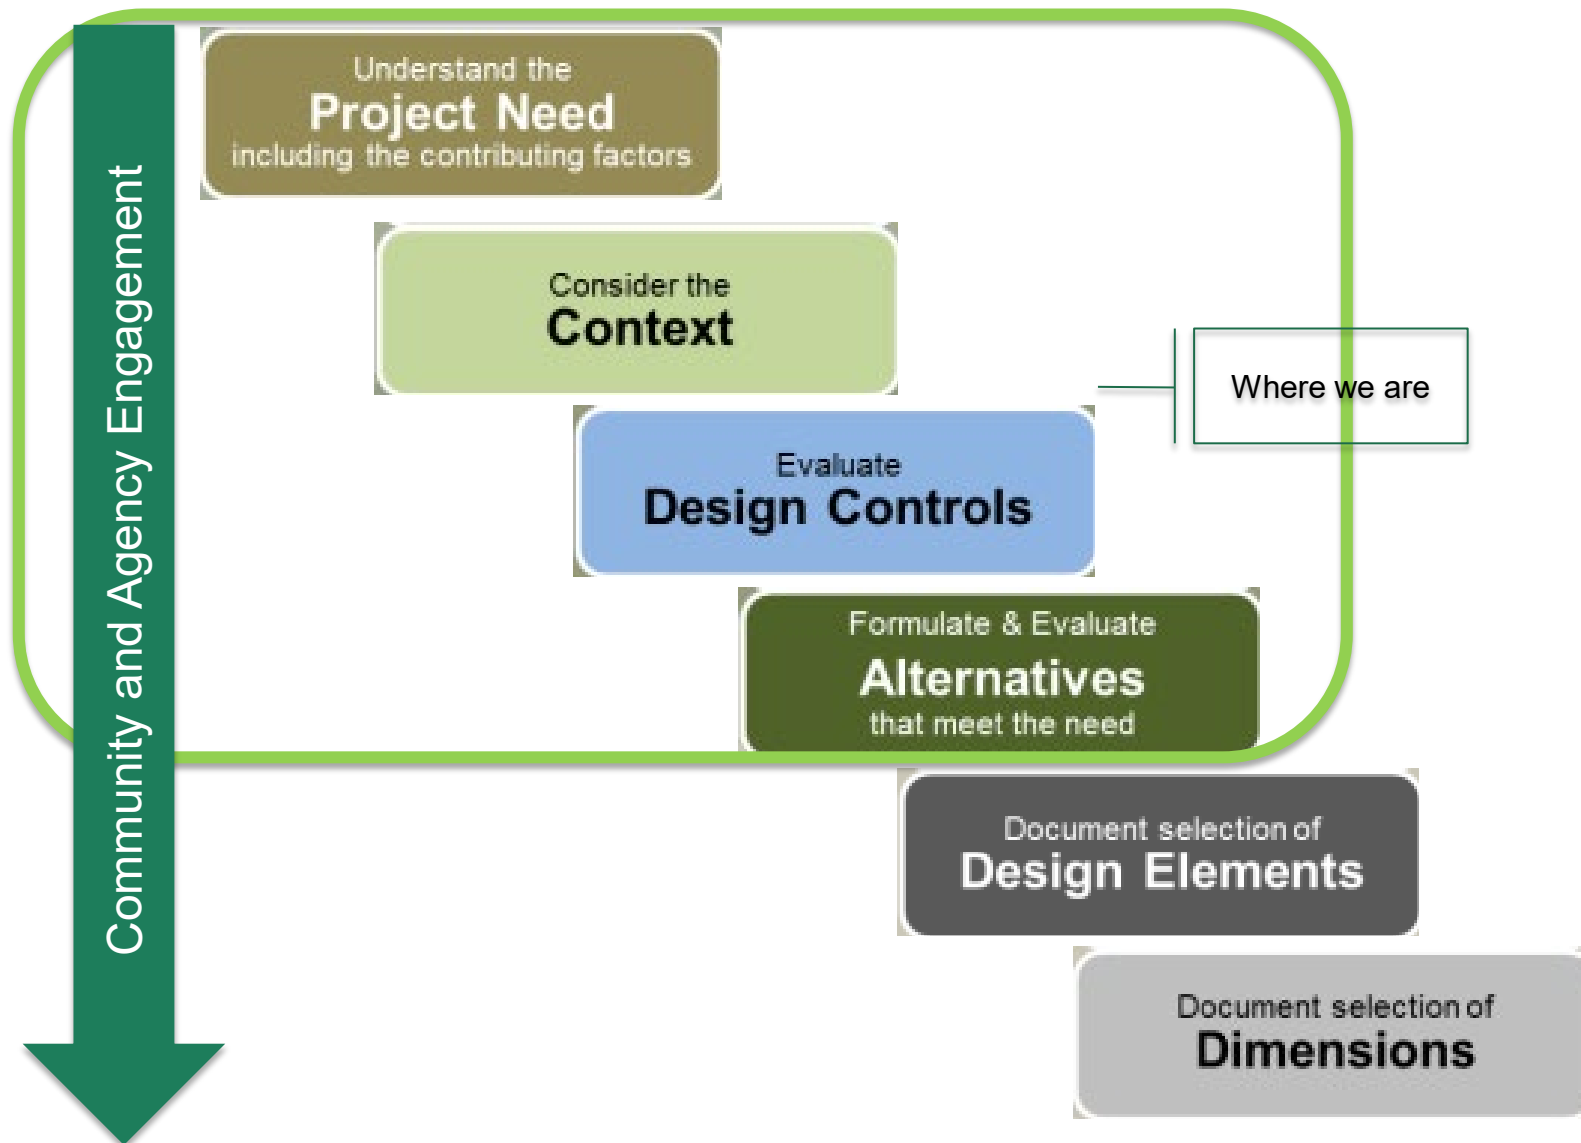 Community and Agency Engagement
Understand the
Project Need
including the contributing factors
Consider the
Context
Where we are
Evaluate
Design Controls
Formulate & Evaluate
Alternatives
that meet the need
Document selection of
Design Elements
Document selection of
Dimensions